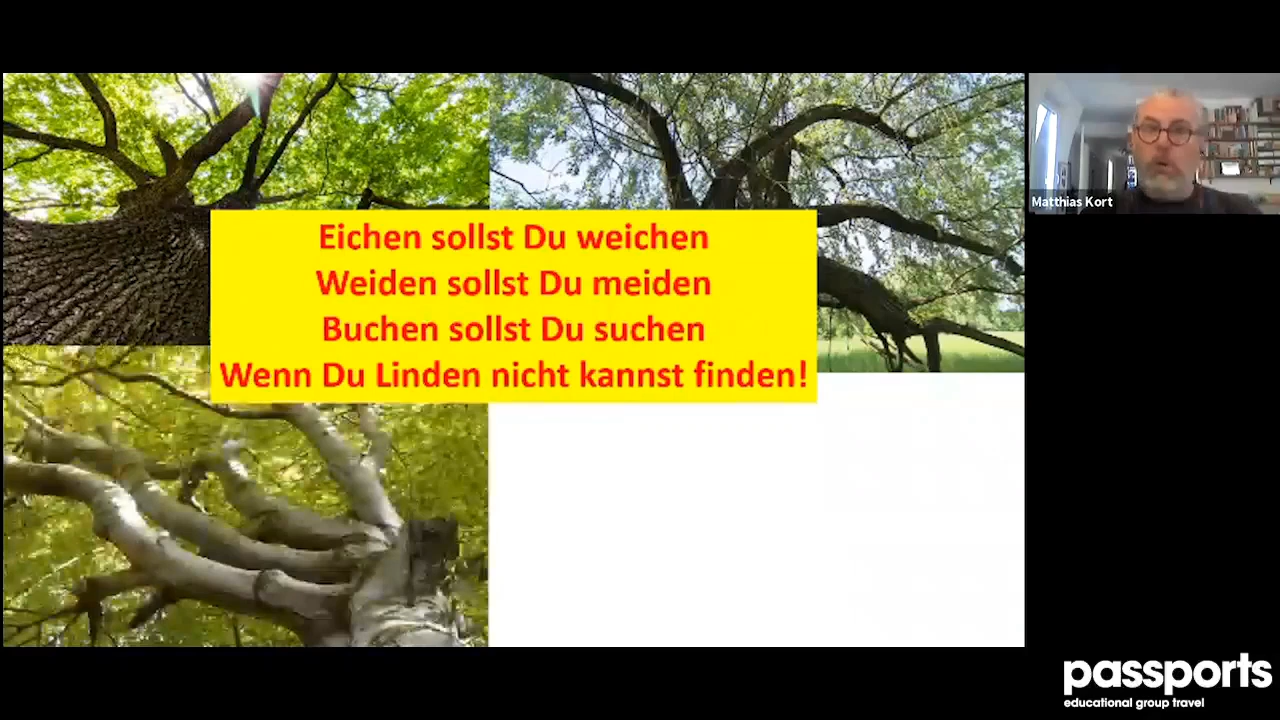 Eichen sollst Du weichen
Weiden sollst Du meiden
Buchen sollst Du suchen
Wenn Du Linden nicht kannst finden!
Matthias Kort
passports
educational group travel